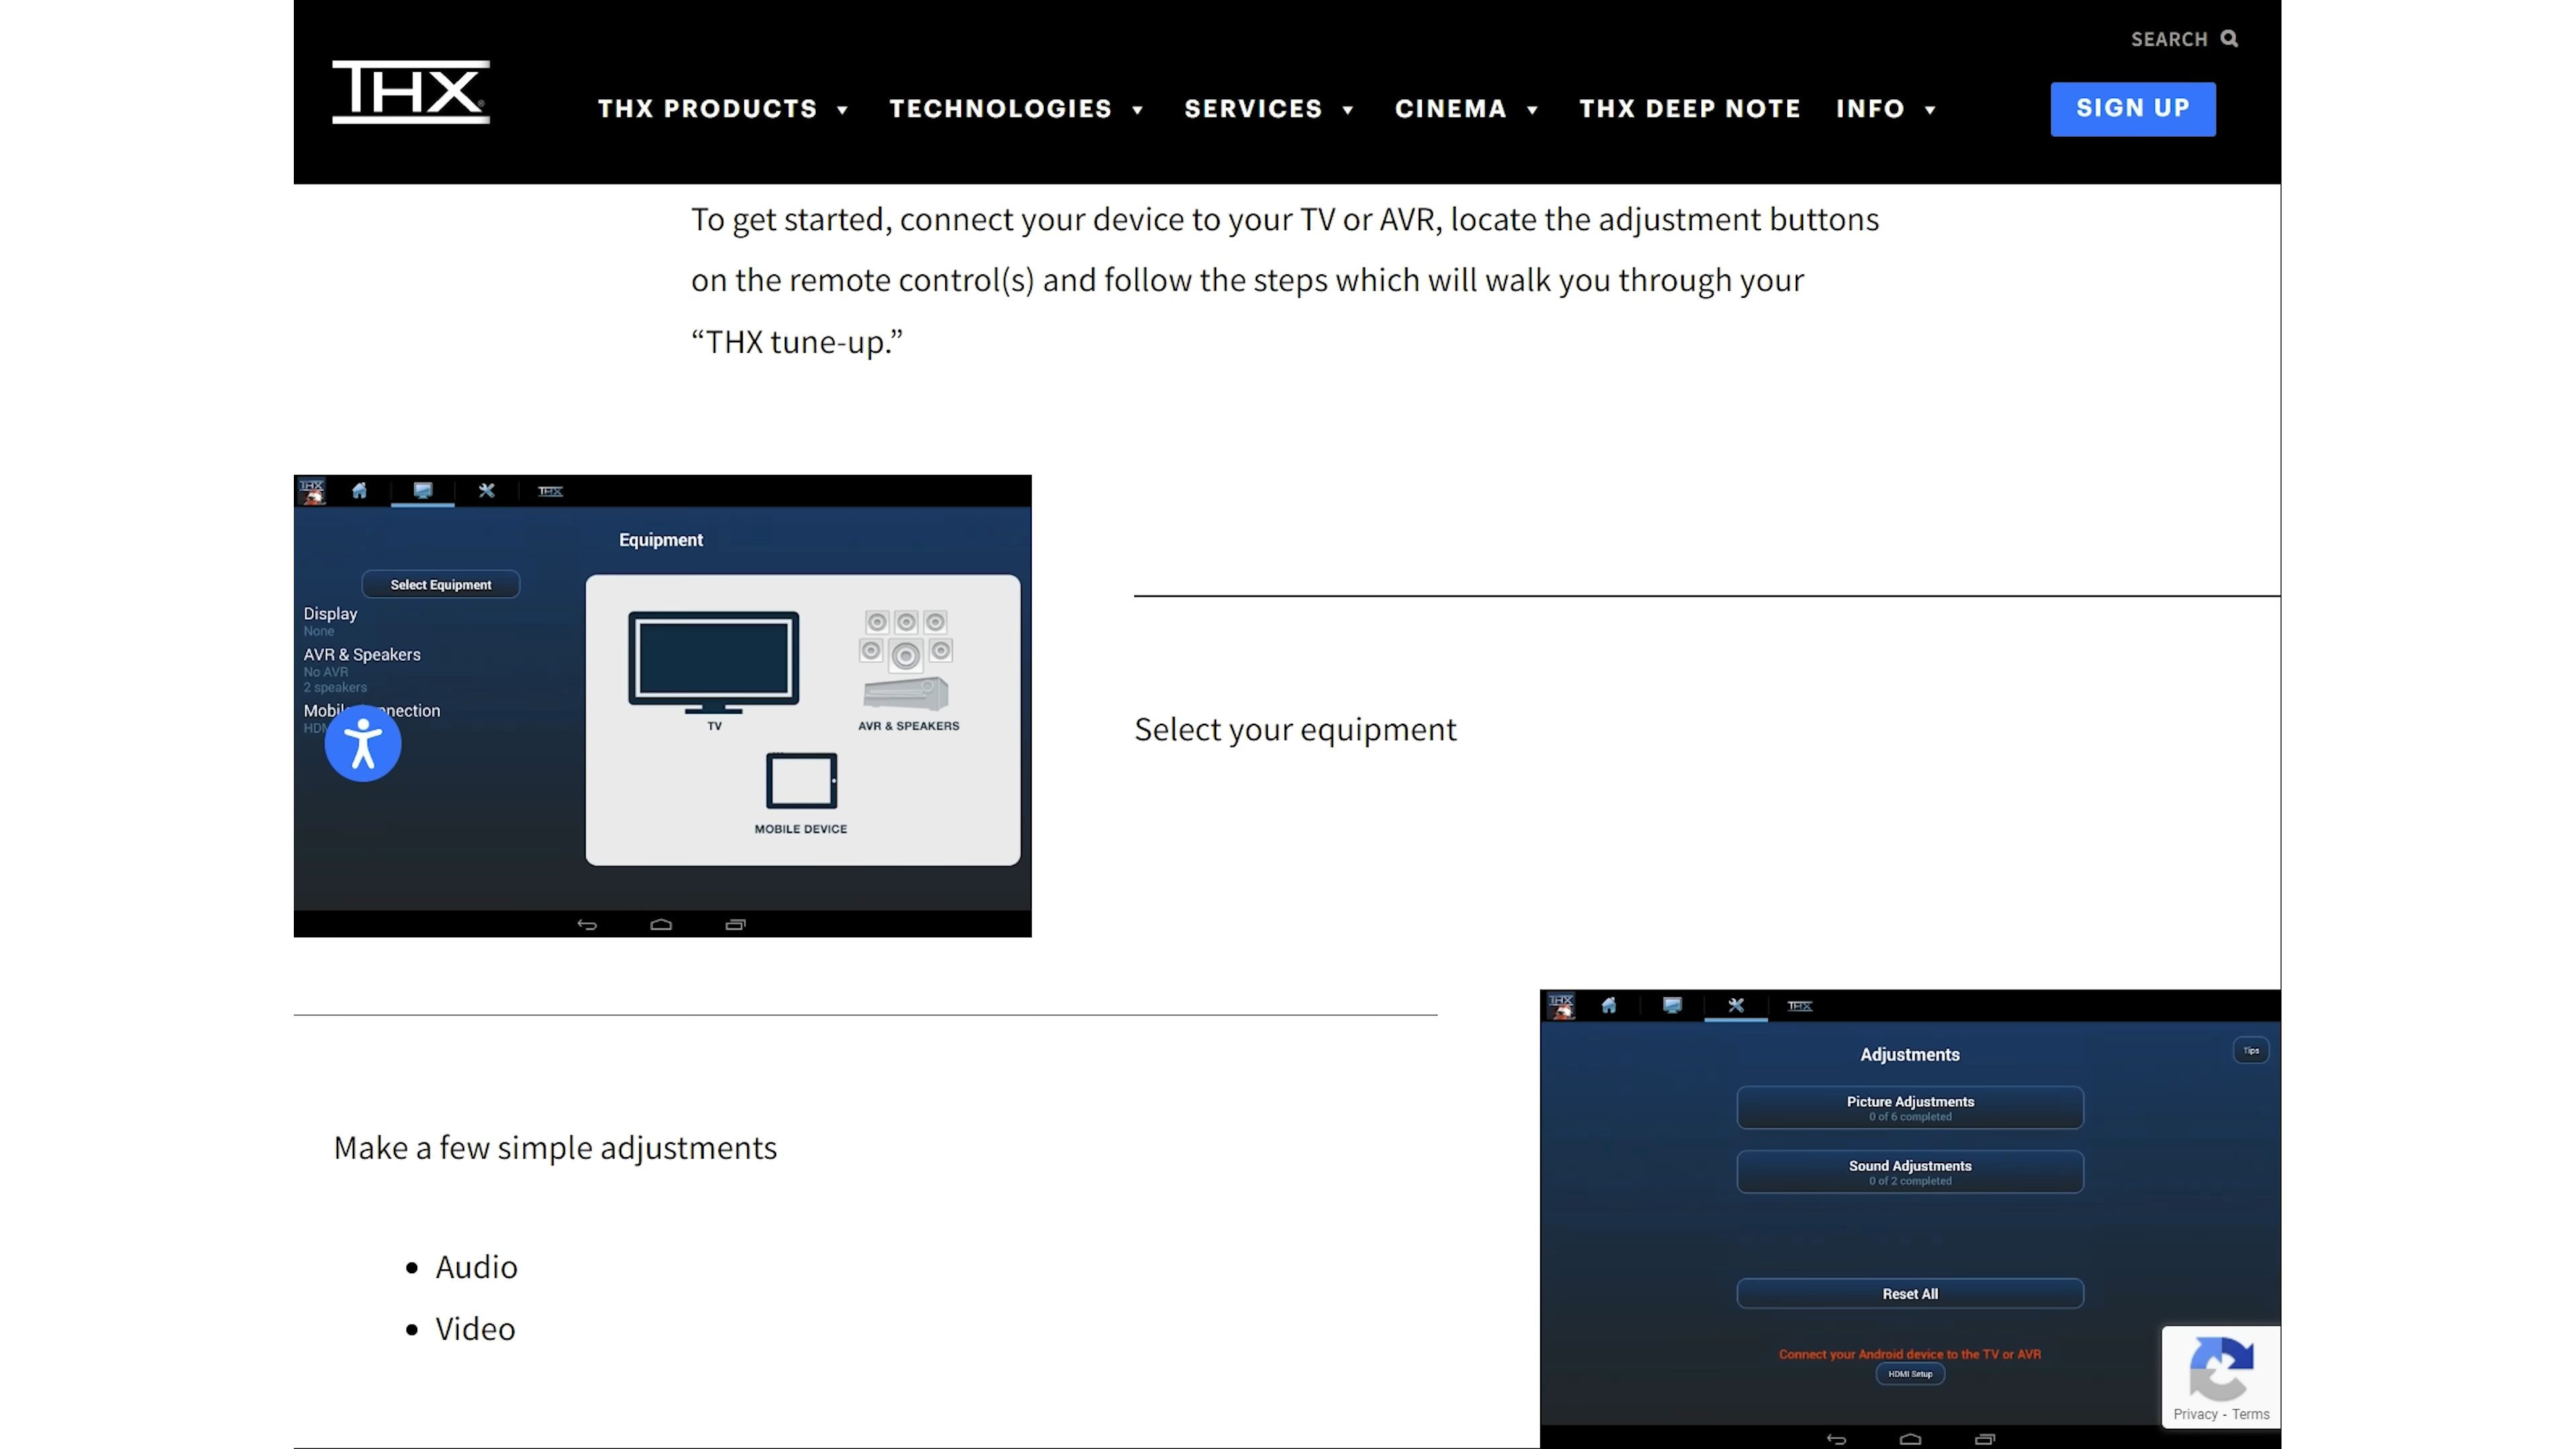 SEARCH
THX
THX PRODUCTS
TECHNOLOGIES
SERVICES
CINEMA
THX DEEP NOTE
INFO
SIGN UP
To get started, connect your device to your TV or AVR, locate the adjustment buttons
on the remote control(s) and follow the steps which will walk you through your
“THX tune-up.”
THX
THX
Equipment
Select Equipment
Display
None
AVR & Speakers
No AVR
2 speakers
TV
AVR & SPEAKERS
MOBILE DEVICE
Select your equipment
THX
THX
Adjustments
Tips
Picture Adjustments
0 of 6 completed
Sound Adjustments
0 of 2 completed
Reset All
Connect your Android device to the TV or AVR
HDMI Setup
Make a few simple adjustments
• Audio
• Video
Privacy - Terms